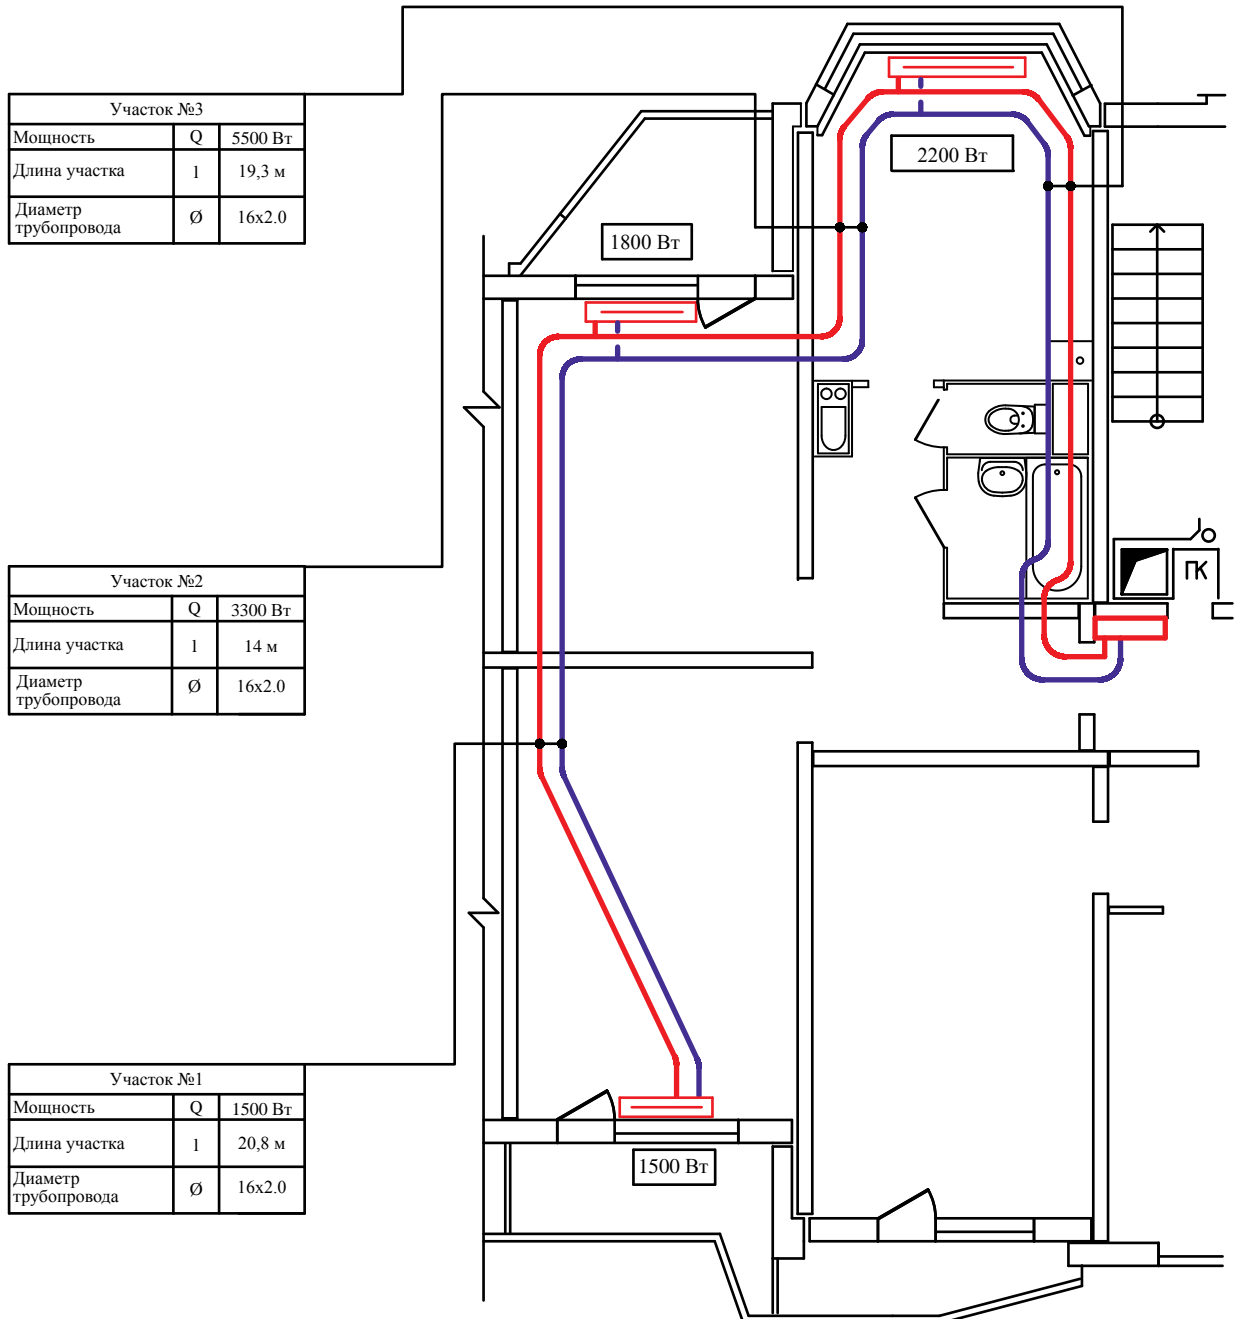 Участок №3
Мощность Q 5500 Вт
Длина участка l 19,3 м
Диаметр
трубопровода Ø 16x2.0
2200 Вт
1800 Вт
Участок №2
Мощность Q 3300 Вт
Длина участка l 14 м
Диаметр
трубопровода Ø 16x2.0
ПК
Участок №1
Мощность Q 1500 Вт
Длина участка l 20,8 м
Диаметр
трубопровода Ø 16x2.0
1500 Вт